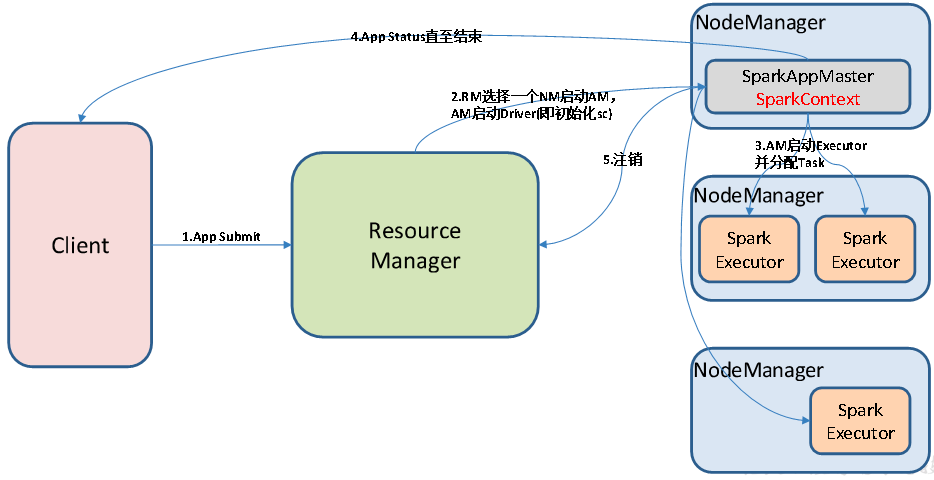 NodeManager
4.App Status直至结束
SparkAppMaster
SparkContext
2.RM选择一个NM启动AM，
AM启动Driver(即初始化sc)
3.AM启动Executor
并分配Task
5.注销
NodeManager
Client
1.App Submit
Resource
Manager
Spark
Executor
Spark
Executor
NodeManager
Spark
Executor